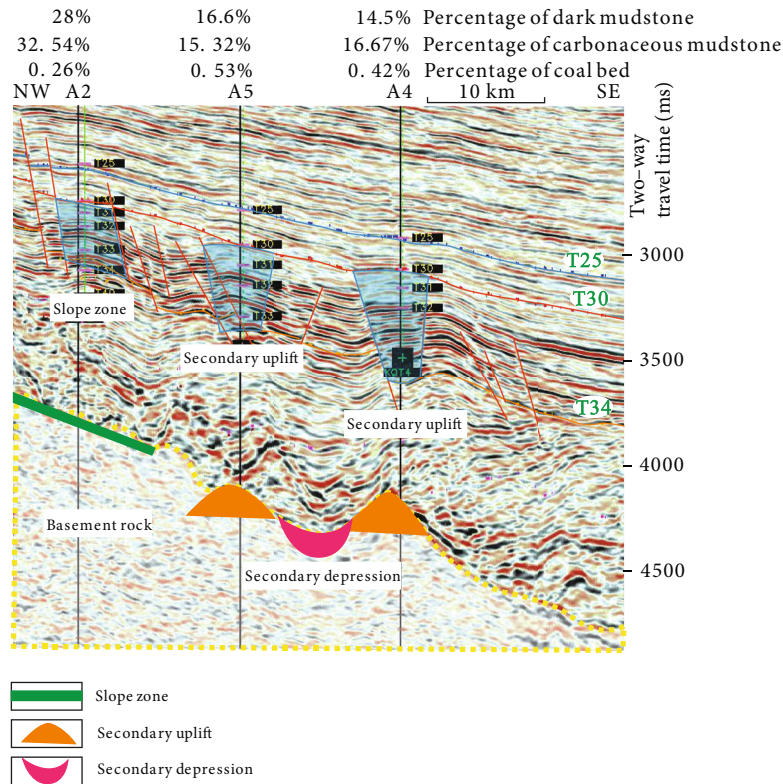 28% 16.6% 14.5% Percentage of dark mudstone
32. 54% 15. 32% 16.67% Percentage of carbonaceous mudstone
0. 26% 0. 53% 0. 42% Percentage of coal bed
NW A2 A5 A4 10 km SE
Two-way
travel time (ms)
T25
T30
T31
T32
T33
T34
T25
T30
T31
T32
T33
T25
T30
T31
T32
T25
3000
T30
Slope zone
Secondary uplift
3500
Secondary uplift
T34
4000
Basement rock
Secondary depression
4500
Slope zone
Secondary uplift
Secondary depression